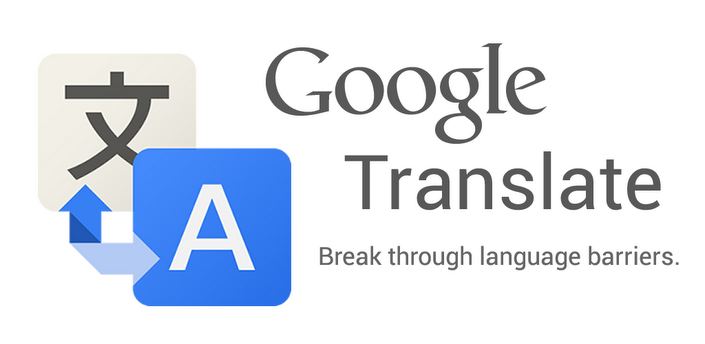 文
A
Google
Translate
Break through language barriers.